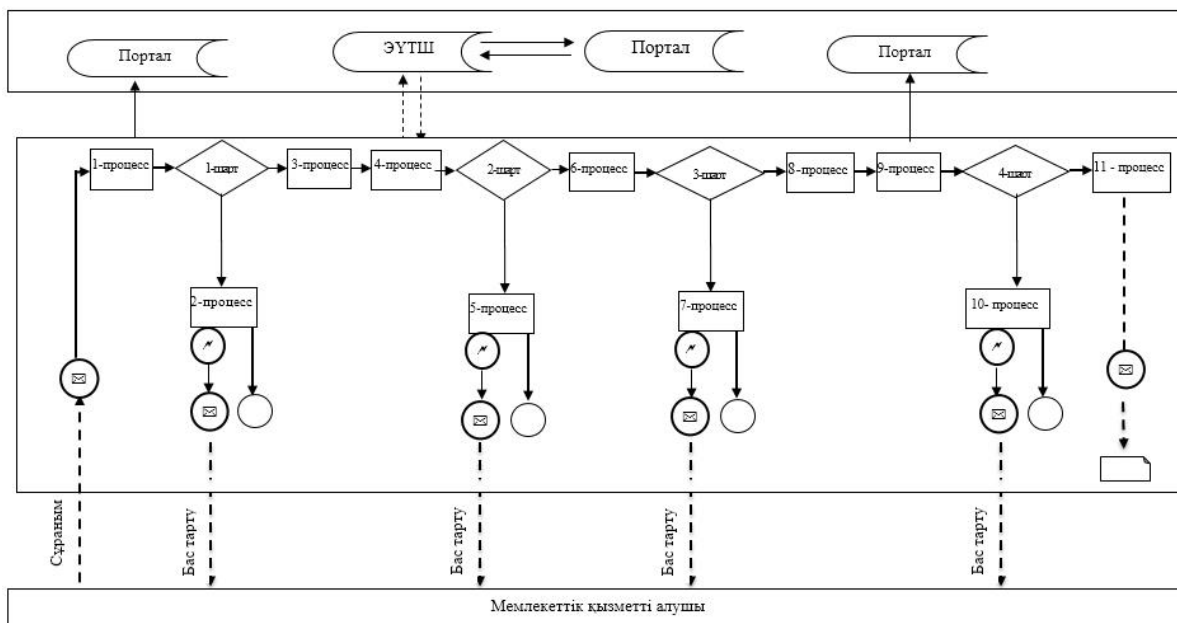 Портал
ЭҮТШ
Портал
Портал
1-процесс
1-шарт
3-процесс
4-процесс
2-шарт
6-процесс
3-шарт
8-процесс
9-процесс
4-шарт
11 - процесс
2-процесс
5-процесс
7-процесс
10- процесс
Сұраным
Бас тарту
Бас тарту
Бас тарту
Бас тарту
Мемлекеттік қызметті алушы